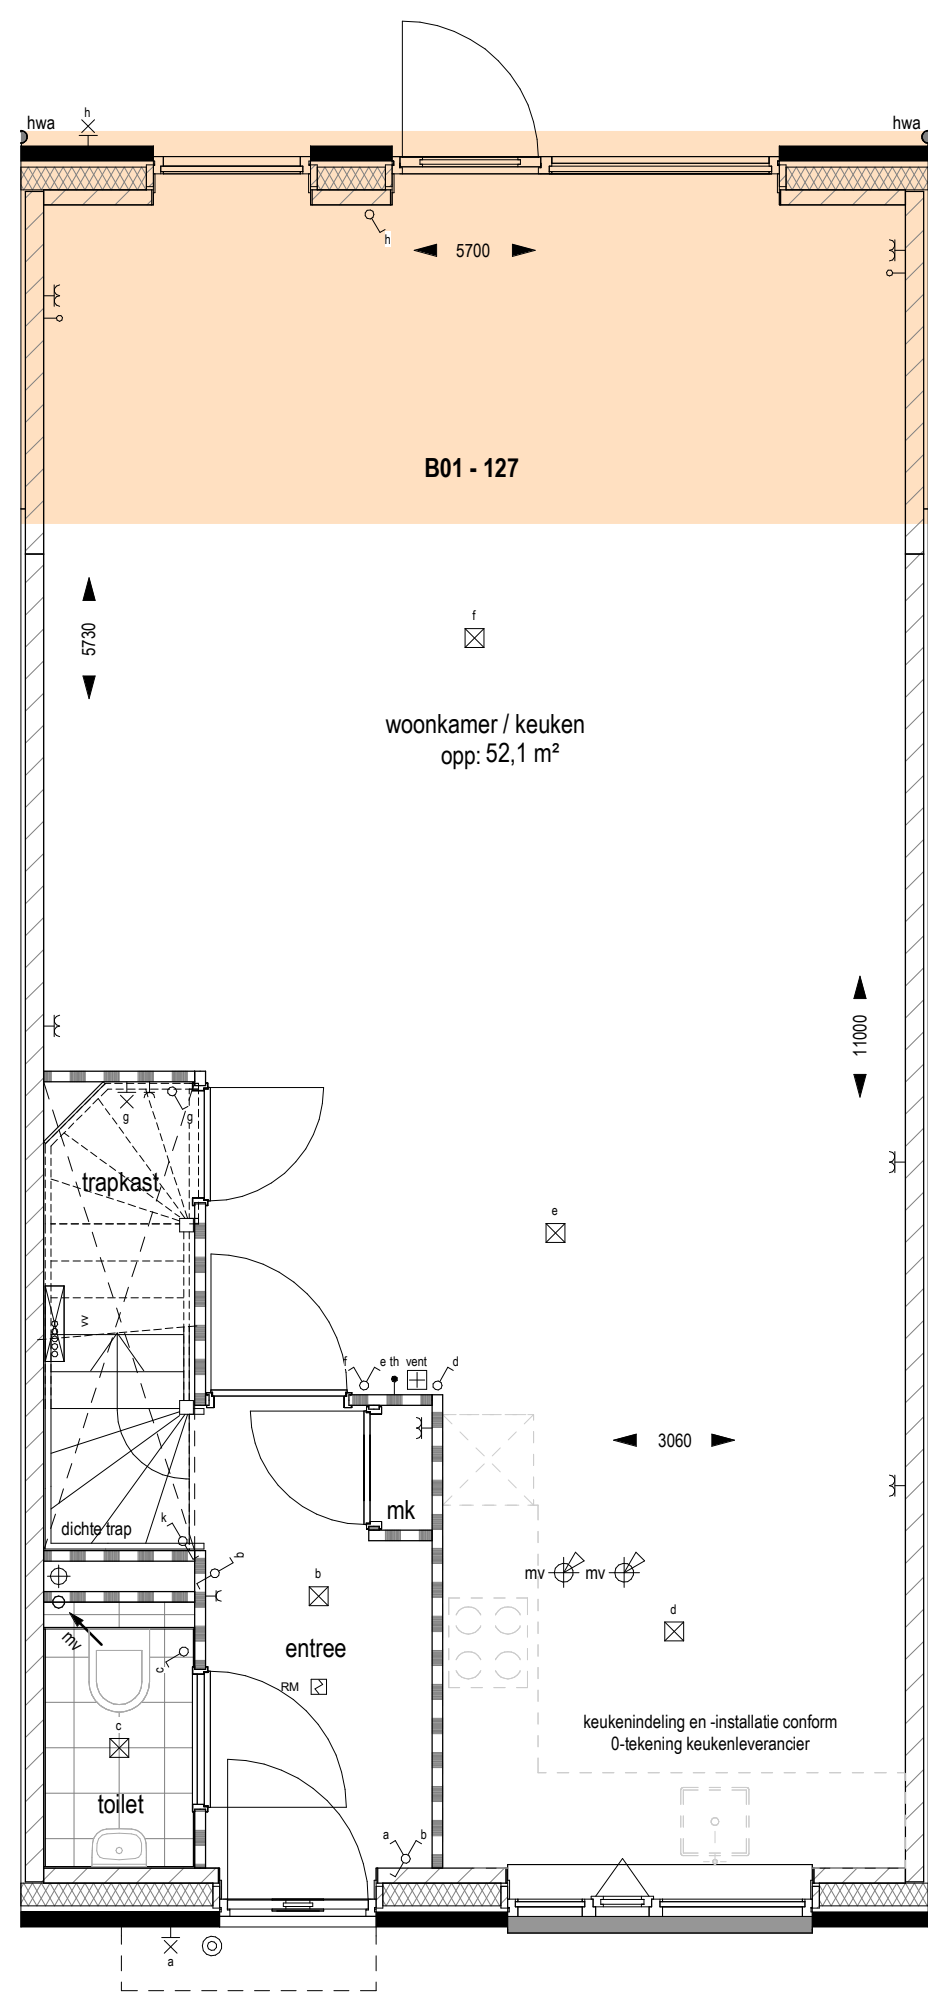 h
hwa
hwa
h
5700
B01 - 127
5730
f
woonkamer / keuken
opp: 52,1 m²
11000
g
g
trapkast
e
vv
f
e th
vent
d
3060
mk
k
dichte trap
b
b
mv
mv
d
entree
mv
c
RM
c
keukenindeling en -installatie conform
0-tekening keukenleverancier
toilet
a
b
a